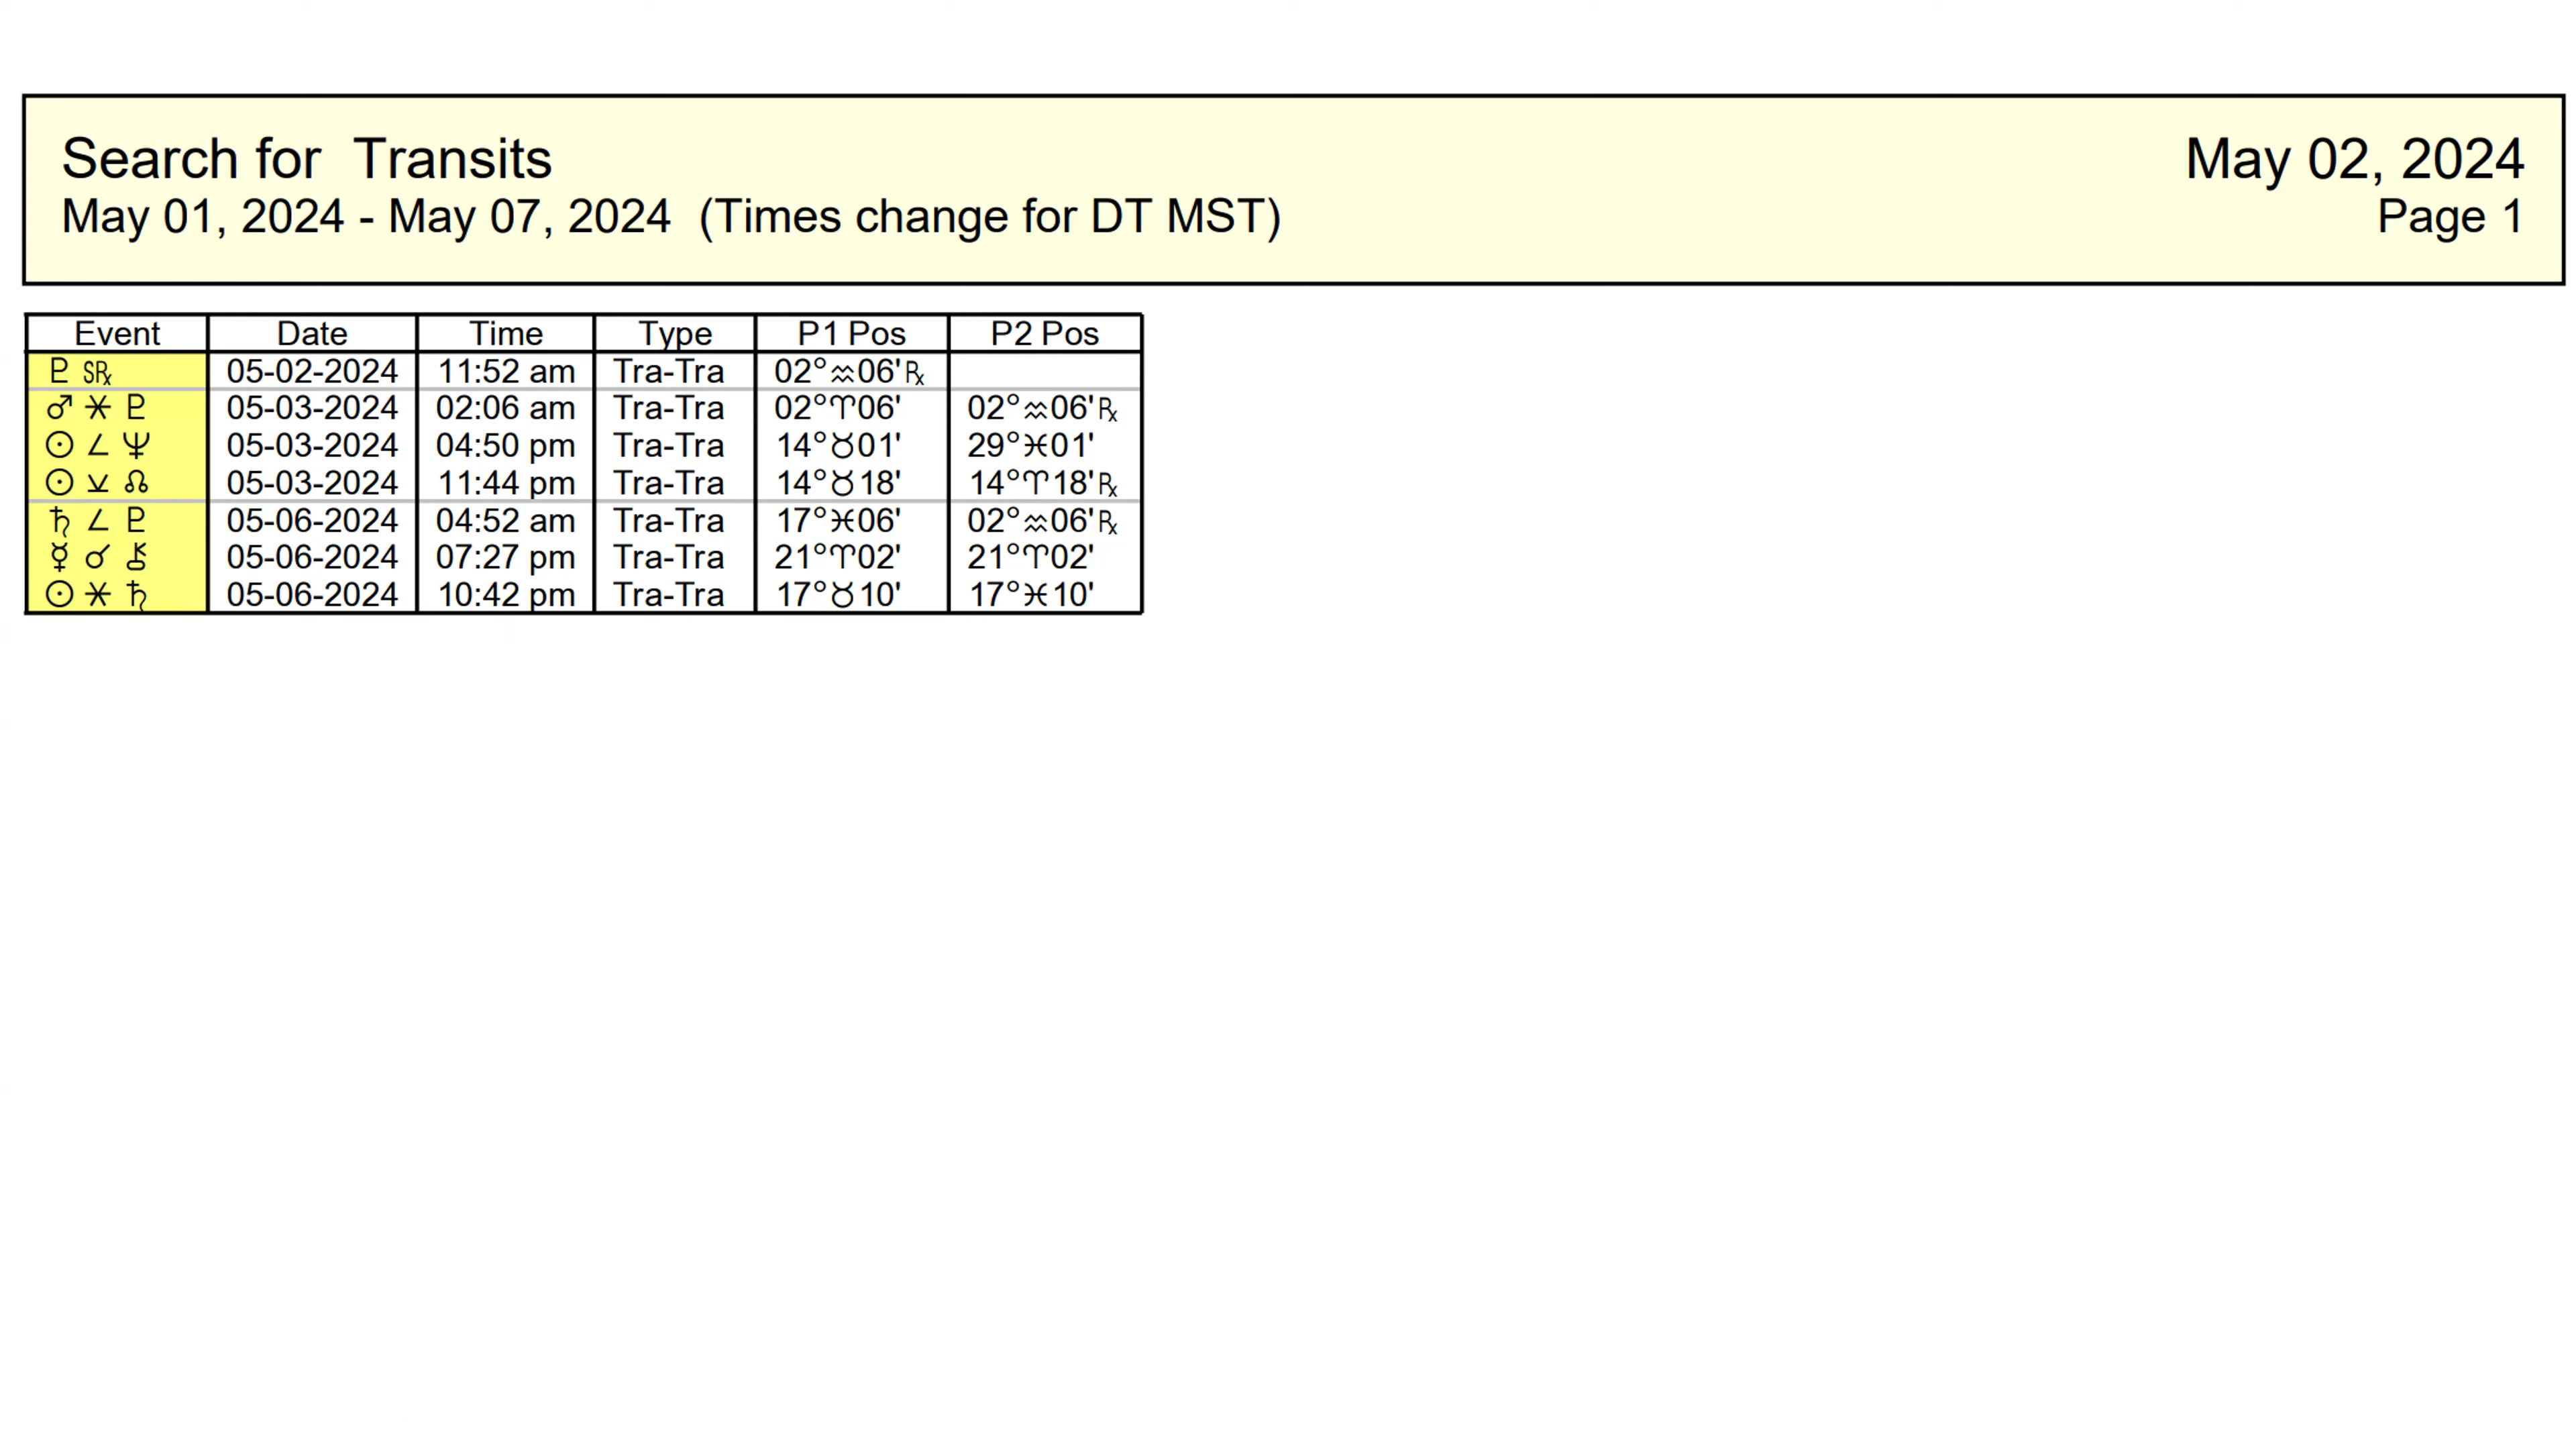 Search for  Transits
May 02, 2024
May 01, 2024 - May 07, 2024  (Times change for DT MST)
Page 1
Event Date Time Type P1 Pos P2 Pos
♇ S℞ 05-02-2024 11:52 am Tra-Tra 02°♒06'℞
♂ ⚹ ♇ 05-03-2024 02:06 am Tra-Tra 02°♈06' 02°♒06'℞
☉ ∠ ♆ 05-03-2024 04:50 pm Tra-Tra 14°♉01' 29°♓01'
☉ ⚺ ☊ 05-03-2024 11:44 pm Tra-Tra 14°♉18' 14°♈18'℞
♄ ∠ ♇ 05-06-2024 04:52 am Tra-Tra 17°♓06' 02°♒06'℞
☿ ☌ ⚷ 05-06-2024 07:27 pm Tra-Tra 21°♈02' 21°♈02'
☉ ⚹ ♄ 05-06-2024 10:42 pm Tra-Tra 17°♉10' 17°♓10'